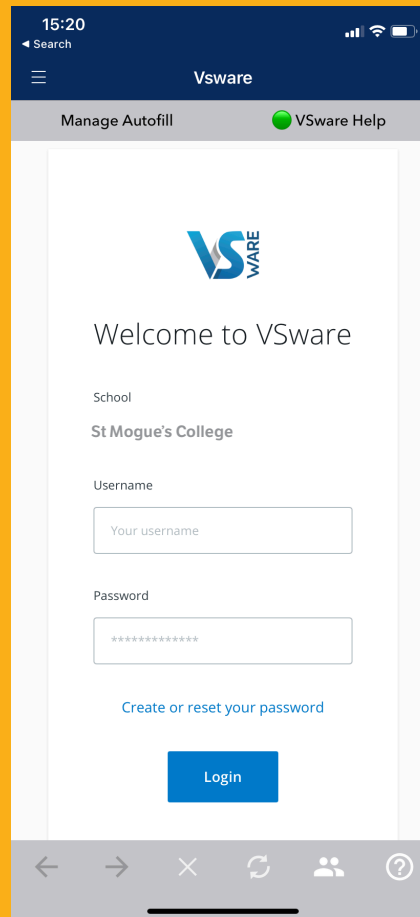 15:20
◄ Search
Vsware
Manage Autofill
VSware Help
VS WARE
Welcome to VSware
School
St Mogue's College
Username
Your username
Password
*************
Create or reset your password
Login